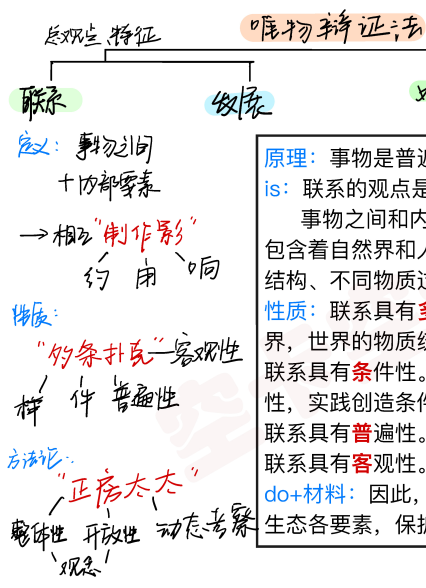 唯物辩证法
总观点、特征
联系
发展
定义：事物之间
十内部要素
→相互"制作影"
约 用 响
性质：
"多条扑克"—客观性
样 件 普遍性
方法论：
"正房太太"
整体性 开放性 动态考察
观念
原理：事物是普遍
is：联系的观点是
事物之间和内
包含着自然界和人
结构、不同物质过
性质：联系具有多
界，世界的物质统
联系具有条件性。
性，实践创造条件
联系具有普遍性。
联系具有客观性。
do+材料：因此，
生态各要素，保护